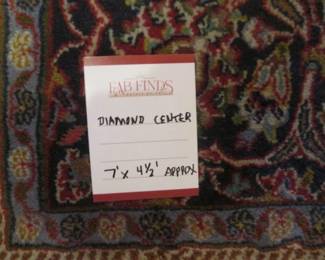 FAB FINDS
DIAMOND CENTER
7' x 4½' APPROX